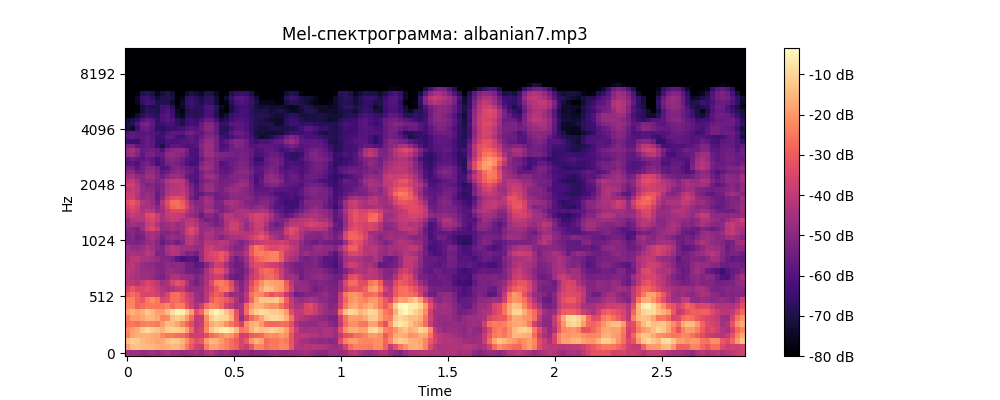 Mel-спектрограмма: albanian7.mp3
8192
4096
2048
1024
512
0
Hz
0
0.5
1
1.5
2
2.5
Time
-10 dB
-20 dB
-30 dB
-40 dB
-50 dB
-60 dB
-70 dB
-80 dB